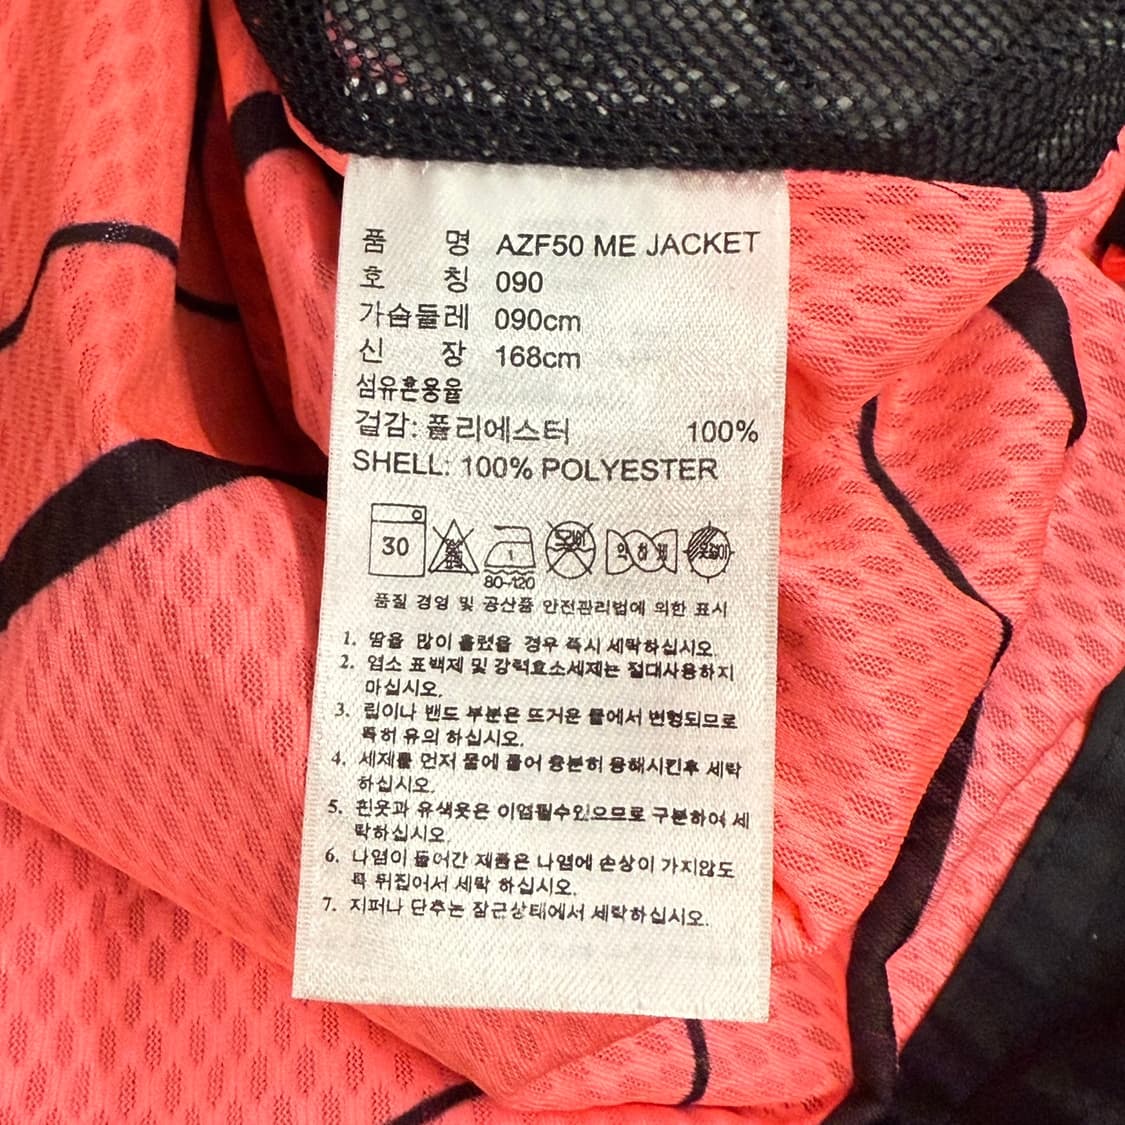 품 명 AZF50 ME JACKET
호 칭 090
가슴둘레 090cm
신 장 168cm
섬유혼용율
겉감: 폴리에스터 100%
SHELL: 100% POLYESTER
30 1 약하게
80~120
품질 경영 및 공산품 안전관리법에 의한 표시
1. 땀을 많이 흘렸을 경우 즉시 세탁하십시오.
2. 염소 표백제 및 강력효소세제는 절대사용하지
마십시오.
3. 립이나 밴드 부분은 뜨거운 물에서 변형되므로
특히 유의 하십시오.
4. 세제를 먼저 물에 풀어 충분히 용해시킨후 세탁
하십시오.
5. 흰옷과 유색옷은 이염될수있으므로 구분하여 세
탁하십시오.
6. 나염이 들어간 제품은 나염에 손상이 가지않도
록 뒤집어서 세탁 하십시오.
7. 지퍼나 단추는 잠근상태에서 세탁하십시오.